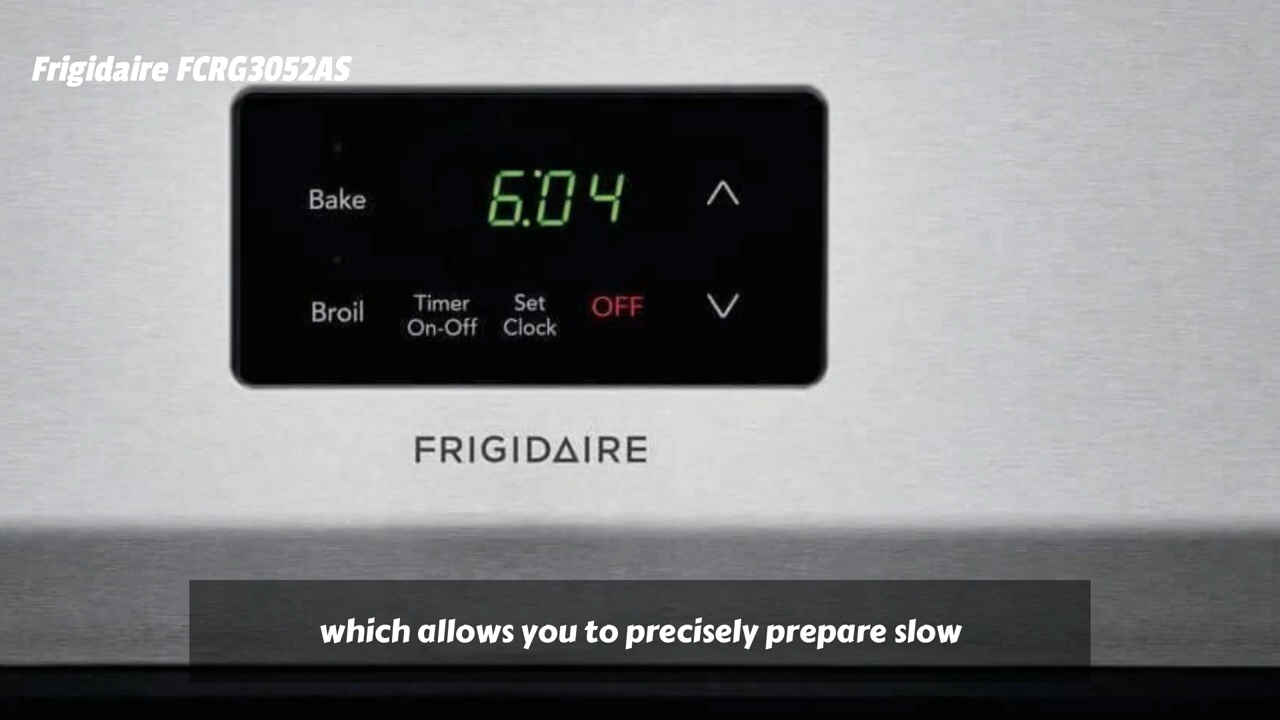 Frigidaire FCRG3052AS
Bake
6:04
Broil
Timer
On-Off
Set
Clock
OFF
FRIGIDAIRE
which allows you to precisely prepare slow